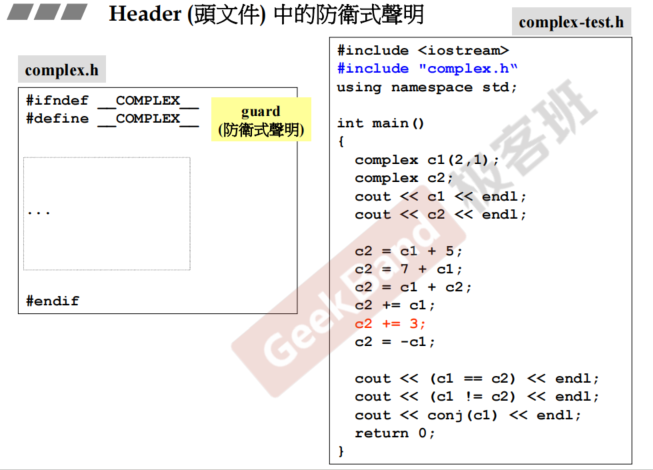 Header (頭文件) 中的防衛式聲明
complex.h
#ifndef __COMPLEX__
#define __COMPLEX__
guard
(防衛式聲明)
...
#endif
complex-test.h
#include <iostream>
#include "complex.h"
using namespace std;
int main()
{
complex c1(2,1);
complex c2;
cout << c1 << endl;
cout << c2 << endl;
c2 = c1 + 5;
c2 = 7 + c1;
c2 = c1 + c2;
c2 += c1;
c2 += 3;
c2 = -c1;
cout << (c1 == c2) << endl;
cout << (c1 != c2) << endl;
cout << conj(c1) << endl;
return 0;
}
GeekBand 极客班